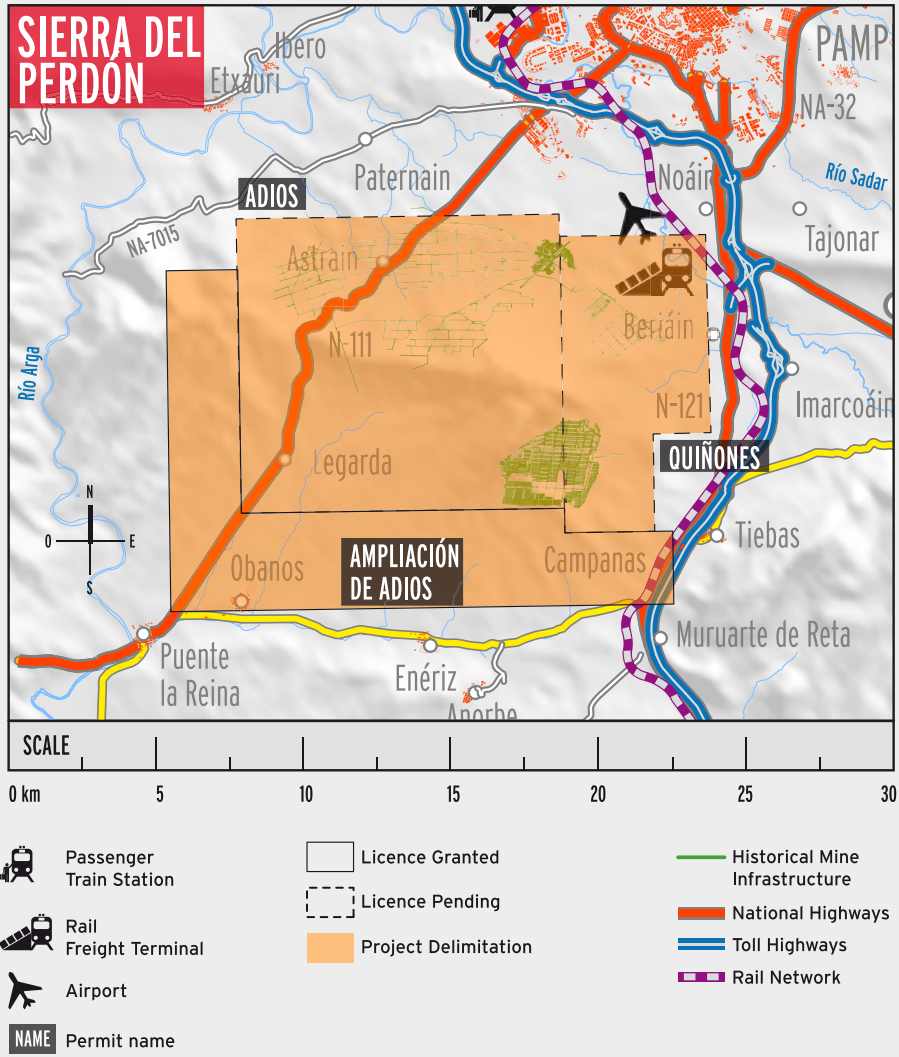 SIERRA DEL
PERDÓN
Ibero
Etxauri
PAMP
NA-32
Paternain
Noáin
Río Sadar
ADIOS
NA-7015
Tajonar
Astrain
Beriáin
N-111
Río Arga
N-121
Imarcoáin
Legarda
QUIÑONES
N
O
E
S
Tiebas
AMPLIACIÓN
DE ADIOS
Campanas
Obanos
Muruarte de Reta
Puente
la Reina
Enériz
Anorbe
SCALE
0 km
5
10
15
20
25
30
Passenger
Train Station
Rail
Freight Terminal
Airport
NAME
Permit name
Licence Granted
Licence Pending
Project Delimitation
Historical Mine
Infrastructure
National Highways
Toll Highways
Rail Network